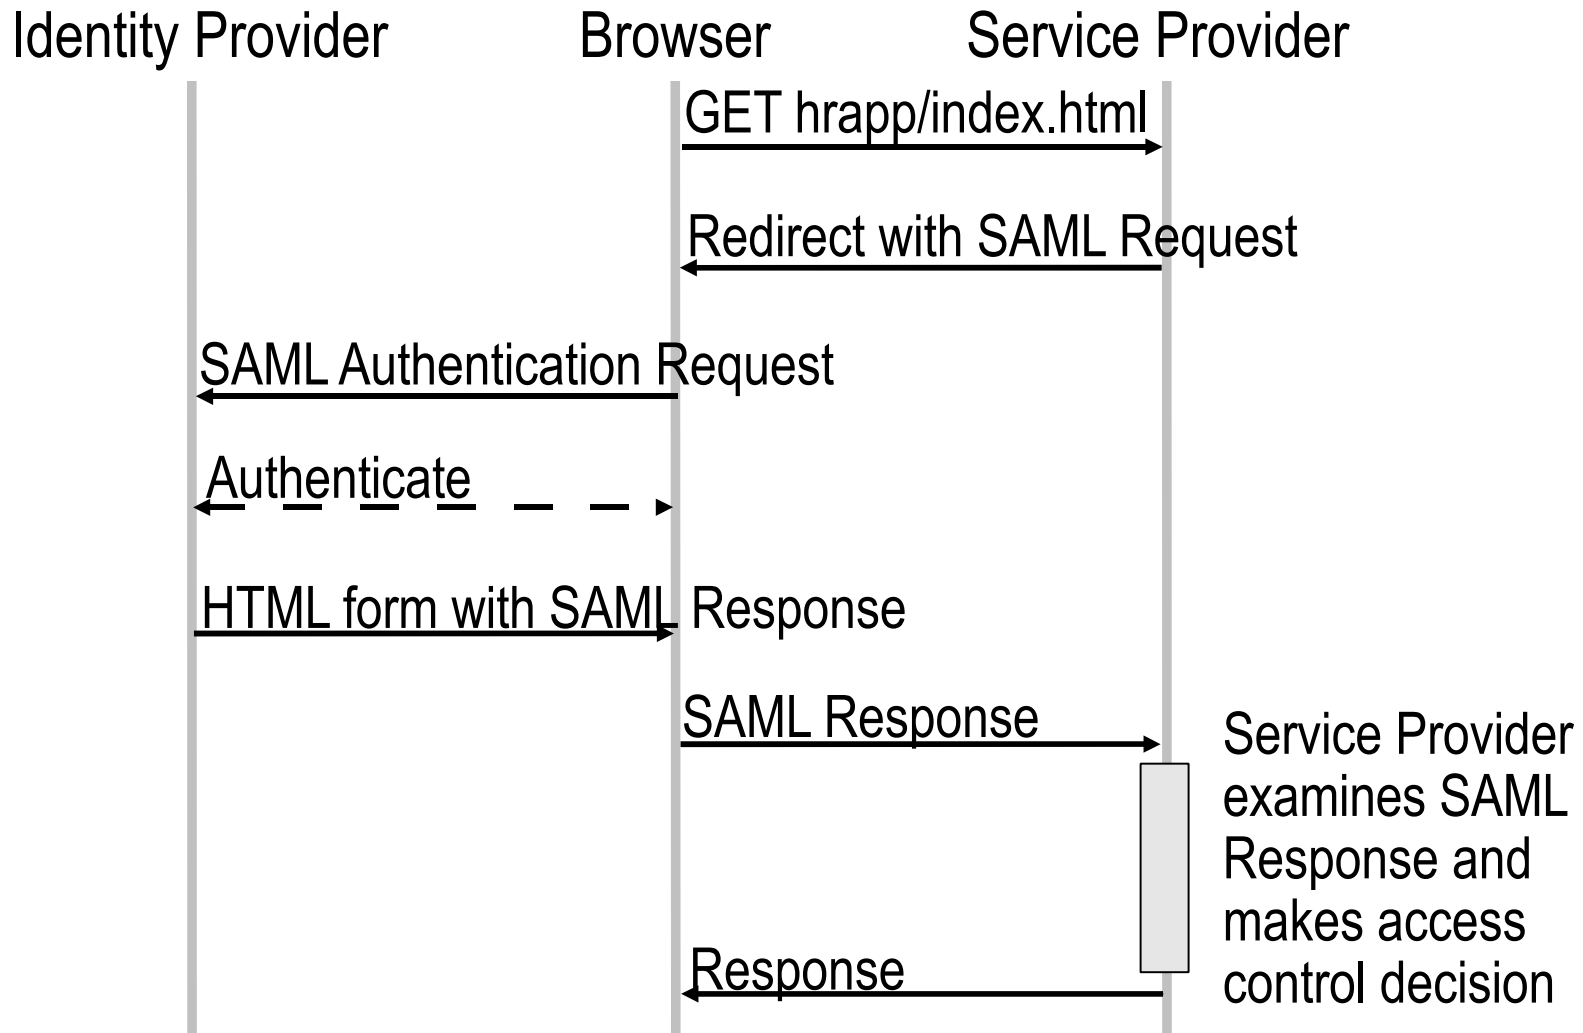 Identity Provider
Browser
Service Provider
GET hrapp/index.html
Redirect with SAML Request
SAML Authentication Request
Authenticate
HTML form with SAML Response
SAML Response
Service Provider
examines SAML
Response and
makes access
control decision
Response